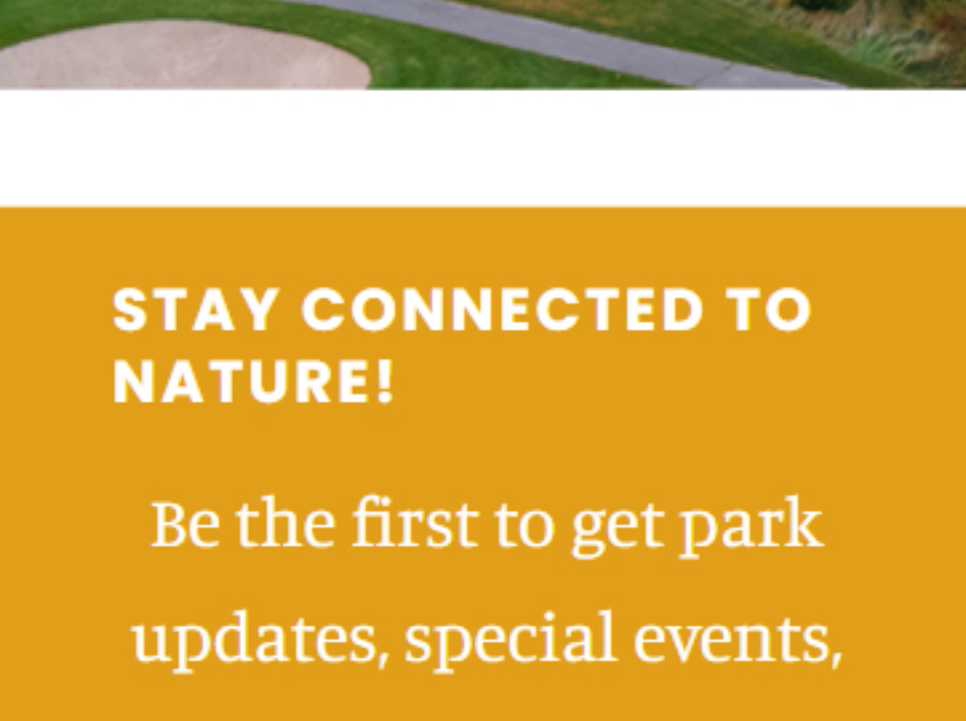 STAY CONNECTED TO
NATURE!
Be the first to get park
updates, special events,